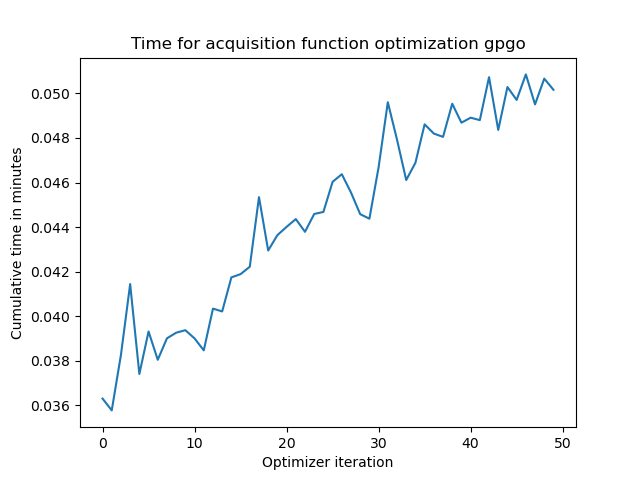 Time for acquisition function optimization gpgo
Cumulative time in minutes
0.050
0.048
0.046
0.044
0.042
0.040
0.038
0.036
0 10 20 30 40 50
Optimizer iteration